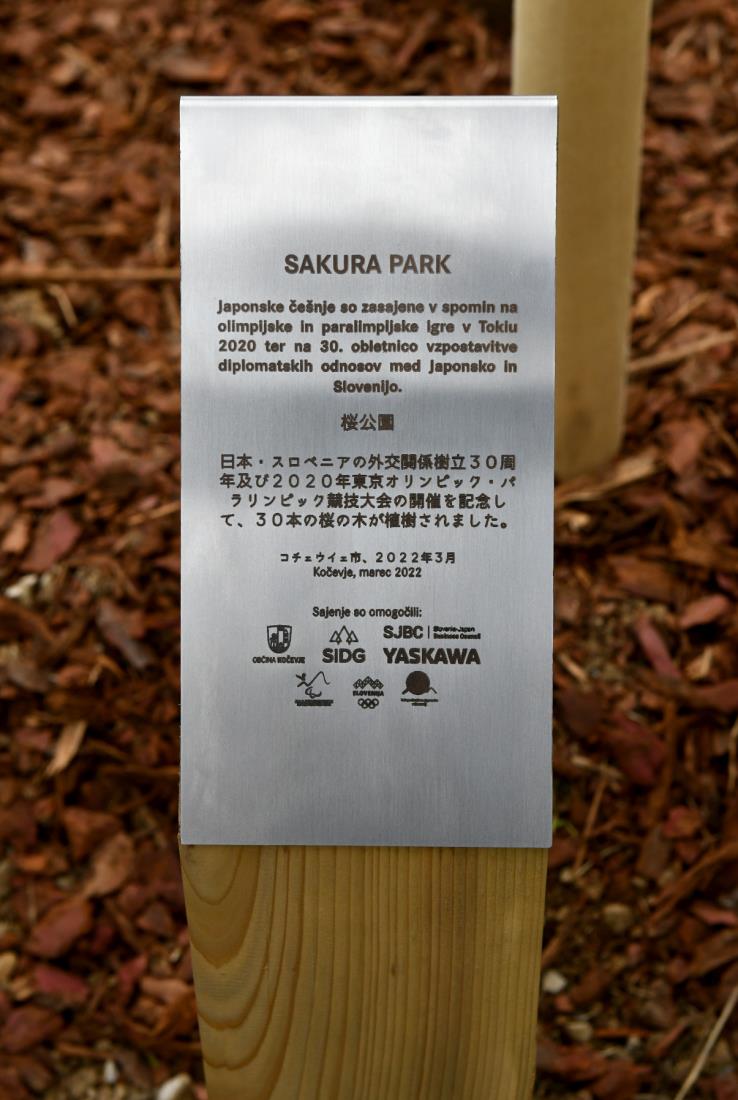 SAKURA PARK
Japonske češnje so zasajene v spomin na
olimpijske in paralimpijske igre v Tokiu
2020 ter na 30. obletnico vzpostavitve
diplomatskih odnosov med Japonsko in
Slovenijo.
桜公園
日本・スロベニアの外交関係樹立３０周
年及び２０２０年東京オリンピック・パ
ラリンピック競技大会の開催を記念し
て、３０本の桜の木が植樹されました。
コチェウイェ市、２０２２年３月
Kočevje, marec 2022
Sajenje so omogočili:
SJBC | Slovenia-Japan
Business Council
OBČINA KOČEVJE SiDG YASKAWA
SLOVENIJA